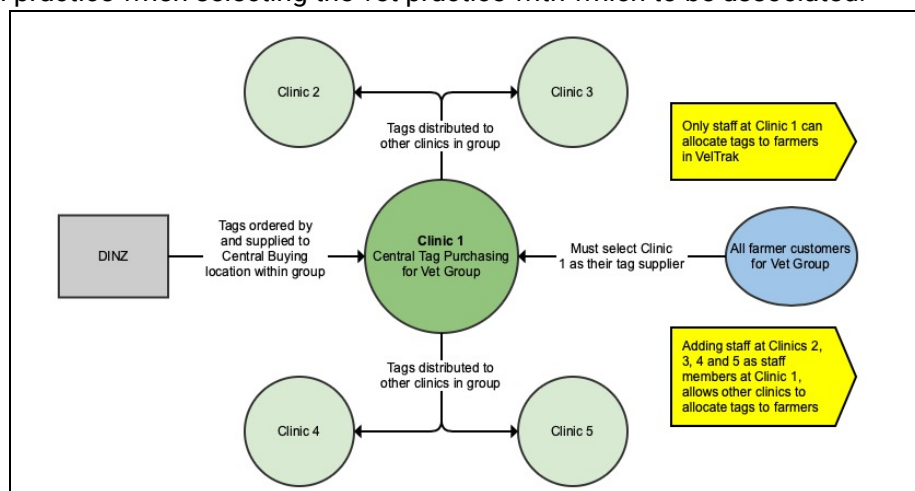 practice when selecting the vet practice with which to be associated.
Clinic 2
Clinic 3
Tags distributed to
other clinics in group
Only staff at Clinic 1 can
allocate tags to farmers
in VelTrak
DINZ
Tags ordered by
and supplied to
Central Buying
location within group
Clinic 1
Central Tag Purchasing
for Vet Group
Must select Clinic
1 as their tag supplier
All farmer customers
for Vet Group
Tags distributed to
other clinics in group
Adding staff at Clinics 2,
3, 4 and 5 as staff
members at Clinic 1,
allows other clinics to
allocate tags to farmers
Clinic 4
Clinic 5